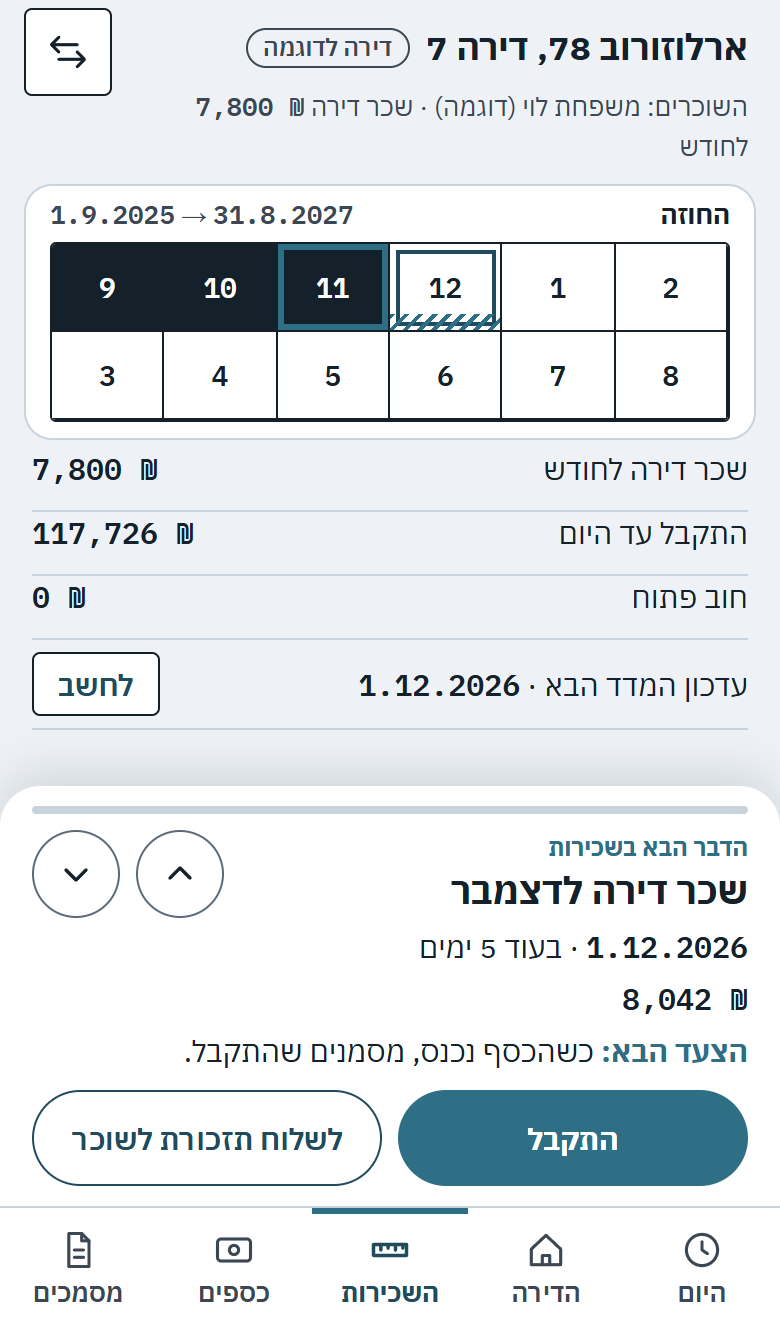 ארלוזורוב 78, דירה 7 דירה לדוגמה
השוכרים: משפחת לוי (דוגמה) · שכר דירה ₪ 7,800
לחודש
החוזה 1.9.2025 → 31.8.2027
9 10 11 12 1 2
3 4 5 6 7 8
שכר דירה לחודש ₪ 7,800
התקבל עד היום ₪ 117,726
חוב פתוח ₪ 0
עדכון המדד הבא · 1.12.2026 לחשב
הדבר הבא בשכירות
שכר דירה לדצמבר
1.12.2026 · בעוד 5 ימים
₪ 8,042
הצעד הבא: כשהכסף נכנס, מסמנים שהתקבל.
התקבל לשלוח תזכורת לשוכר
היום הדירה השכירות כספים מסמכים